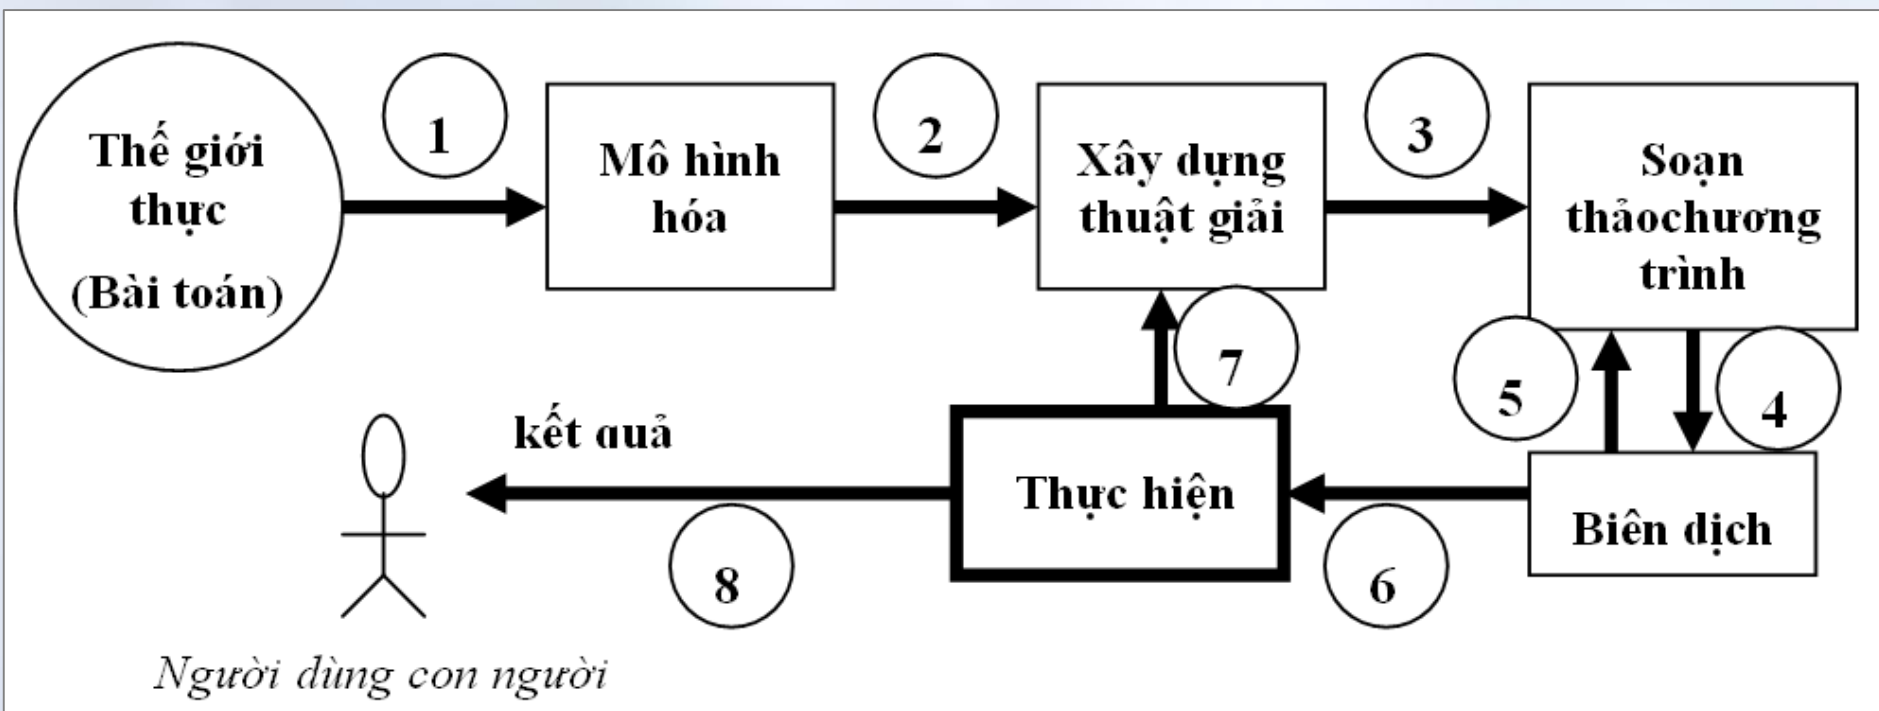 Thế giới
thực
(Bài toán)
1
Mô hình
hóa
2
Xây dựng
thuật giải
3
Soạn
thảochương
trình
7
5
4
kết quả
Thực hiện
Biên dịch
8
6
Người dùng con người